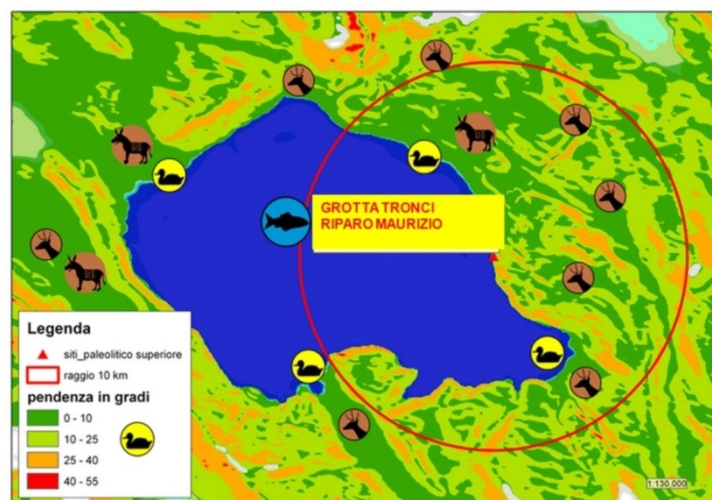 GROTTA TRONCI
RIPARO MAURIZIO
Legenda
siti_paleolitico superiore
raggio 10 km
pendenza in gradi
0 - 10
10 - 25
25 - 40
40 - 55
1:130.000